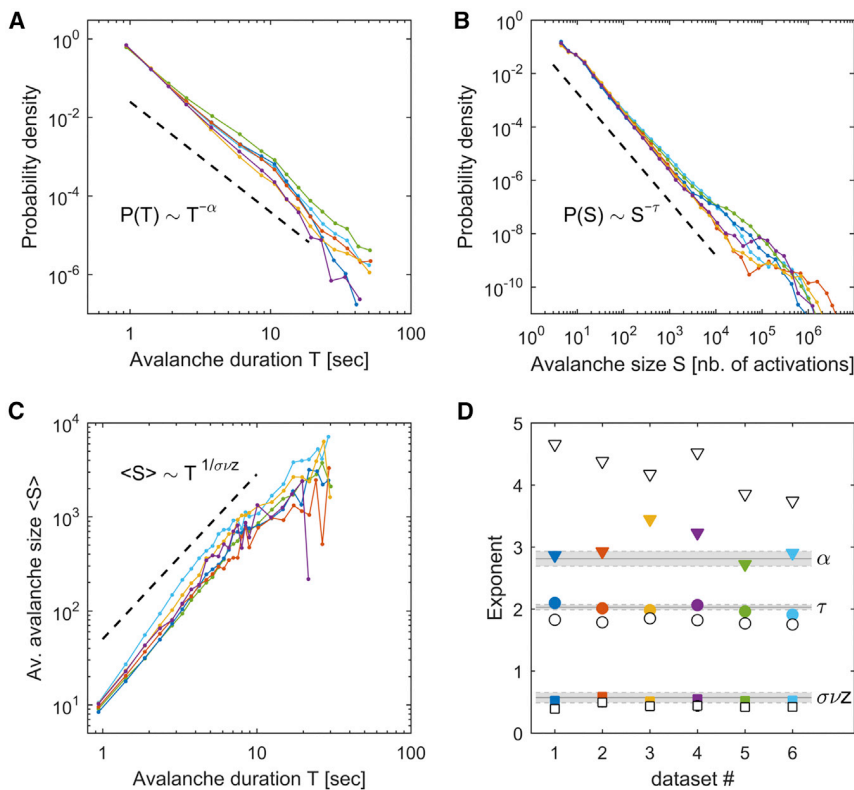 A
10^0
10^-2
10^-4
10^-6
Probability density
P(T) ~ T^-α
1
10
100
Avalanche duration T [sec]
B
10^0
10^-2
10^-4
10^-6
10^-8
10^-10
Probability density
P(S) ~ S^-τ
10^0
10^1
10^2
10^3
10^4
10^5
10^6
Avalanche size S [nb. of activations]
C
10^4
10^3
10^2
10^1
Av. avalanche size <S>
<S> ~ T^1/σνz
1
10
100
Avalanche duration T [sec]
D
5
4
3
2
1
0
Exponent
α
τ
σνz
1 2 3 4 5 6
dataset #